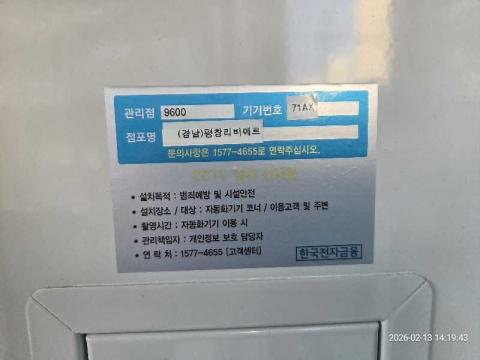 관리점 9600 기기번호 71AX
점포명 (경남)평창리비에트
문의사항은 1577-4655로 연락주십시오.
• 설치목적 : 범죄예방 및 시설안전
• 설치장소 / 대상 : 자동화기기 코너 / 이용고객 및 주변
• 촬영시간 : 자동화기기 이용 시
• 관리책임자 : 개인정보 보호 담당자
• 연 락 처 : 1577-4655 [고객센터]
한국전자금융
2026-02-13 14:19:43